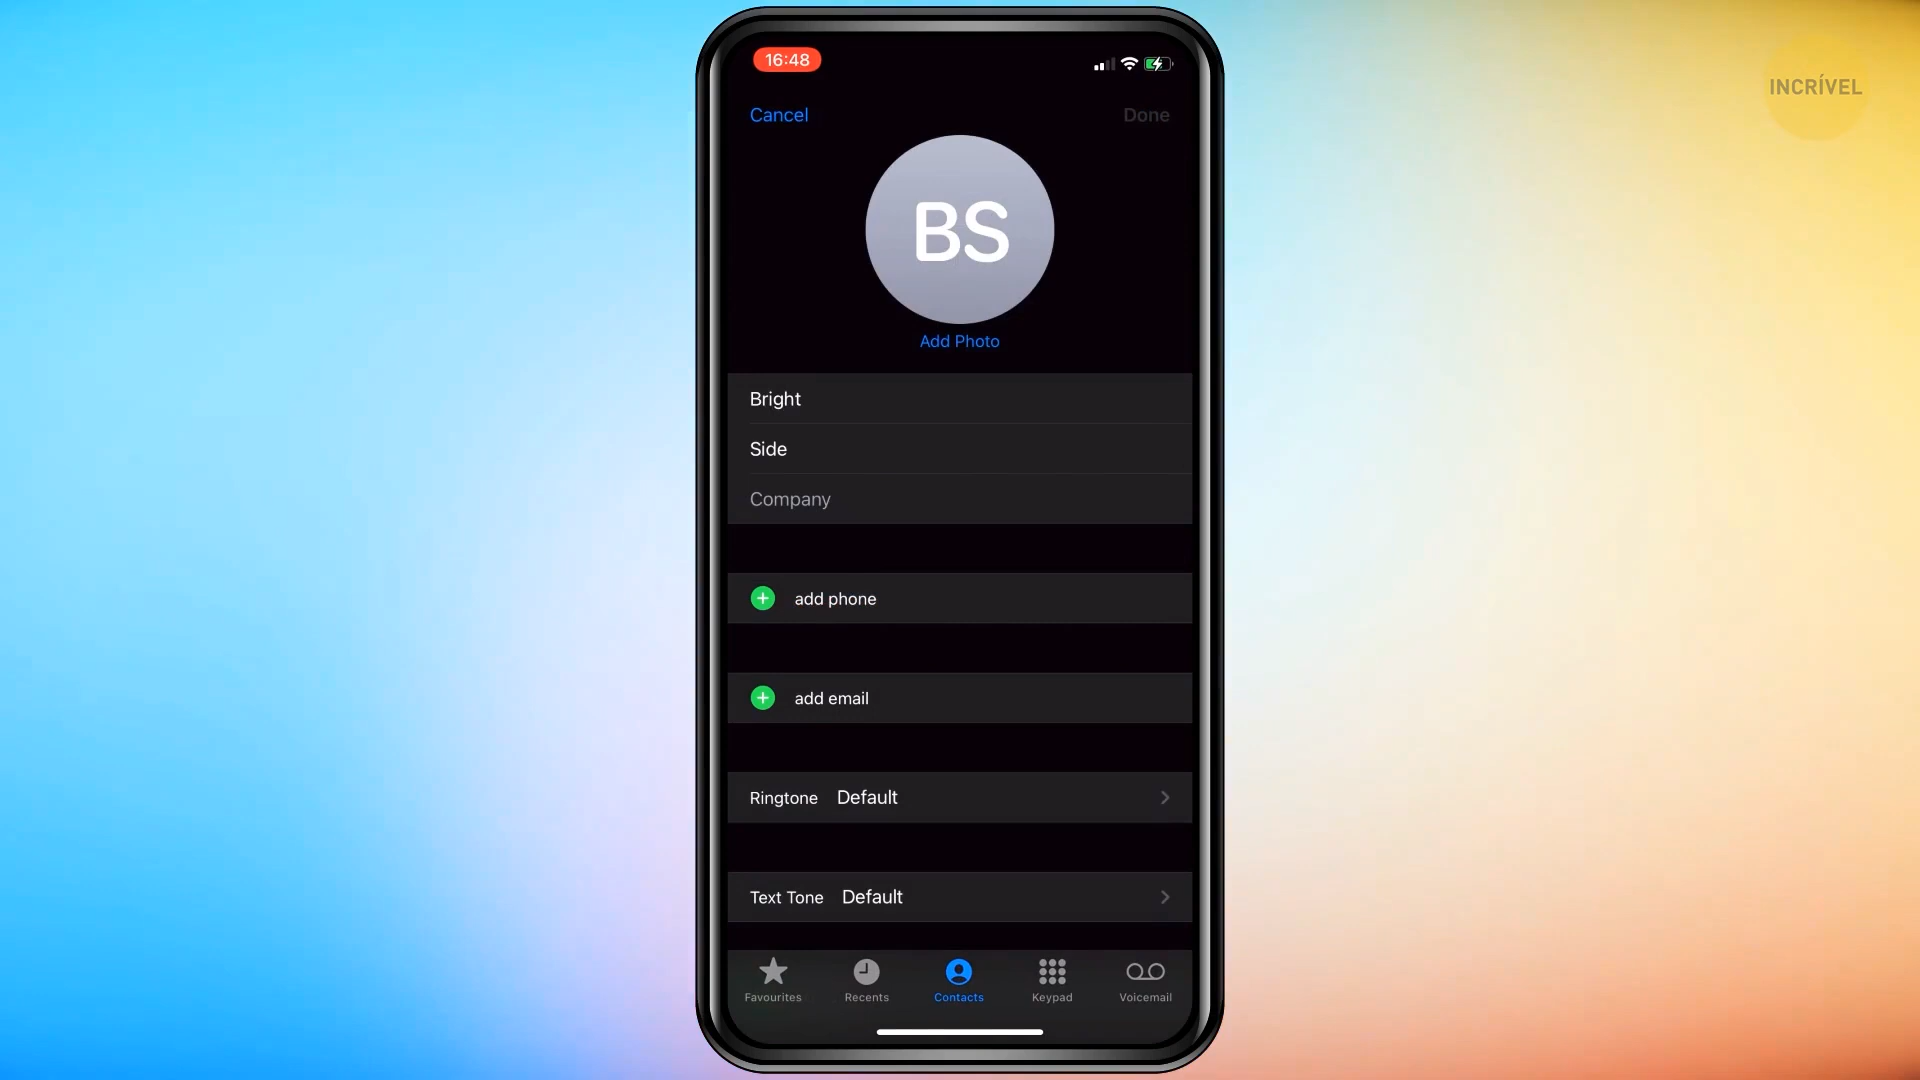 INCRÍVEL
16:48
Cancel
Done
BS
Add Photo
Bright
Side
Company
add phone
add email
Ringtone Default
Text Tone Default
Favourites
Recents
Contacts
Keypad
Voicemail